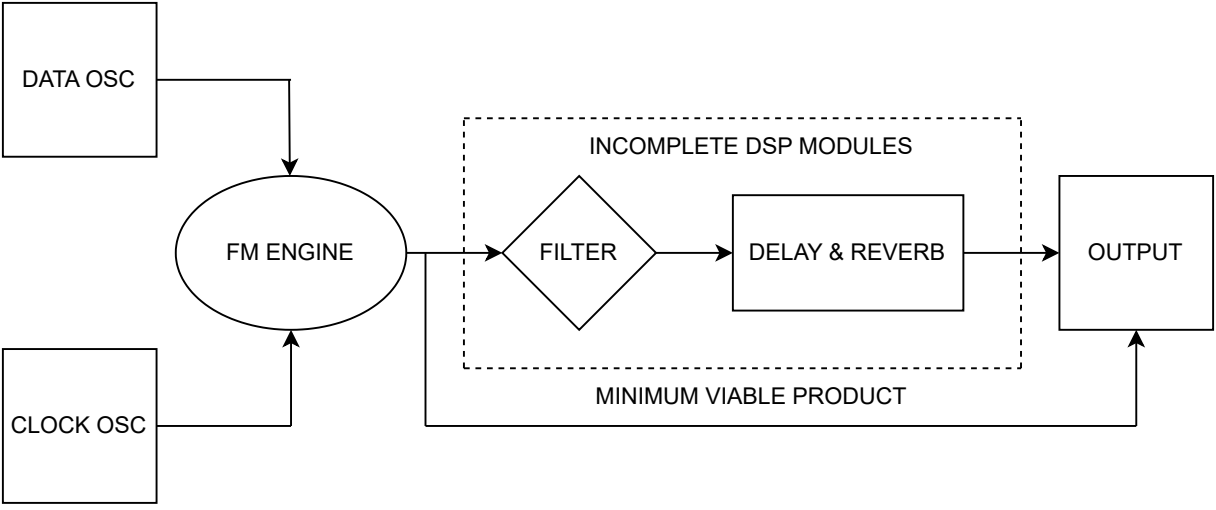 DATA OSC
INCOMPLETE DSP MODULES
FM ENGINE
FILTER
DELAY & REVERB
OUTPUT
MINIMUM VIABLE PRODUCT
CLOCK OSC